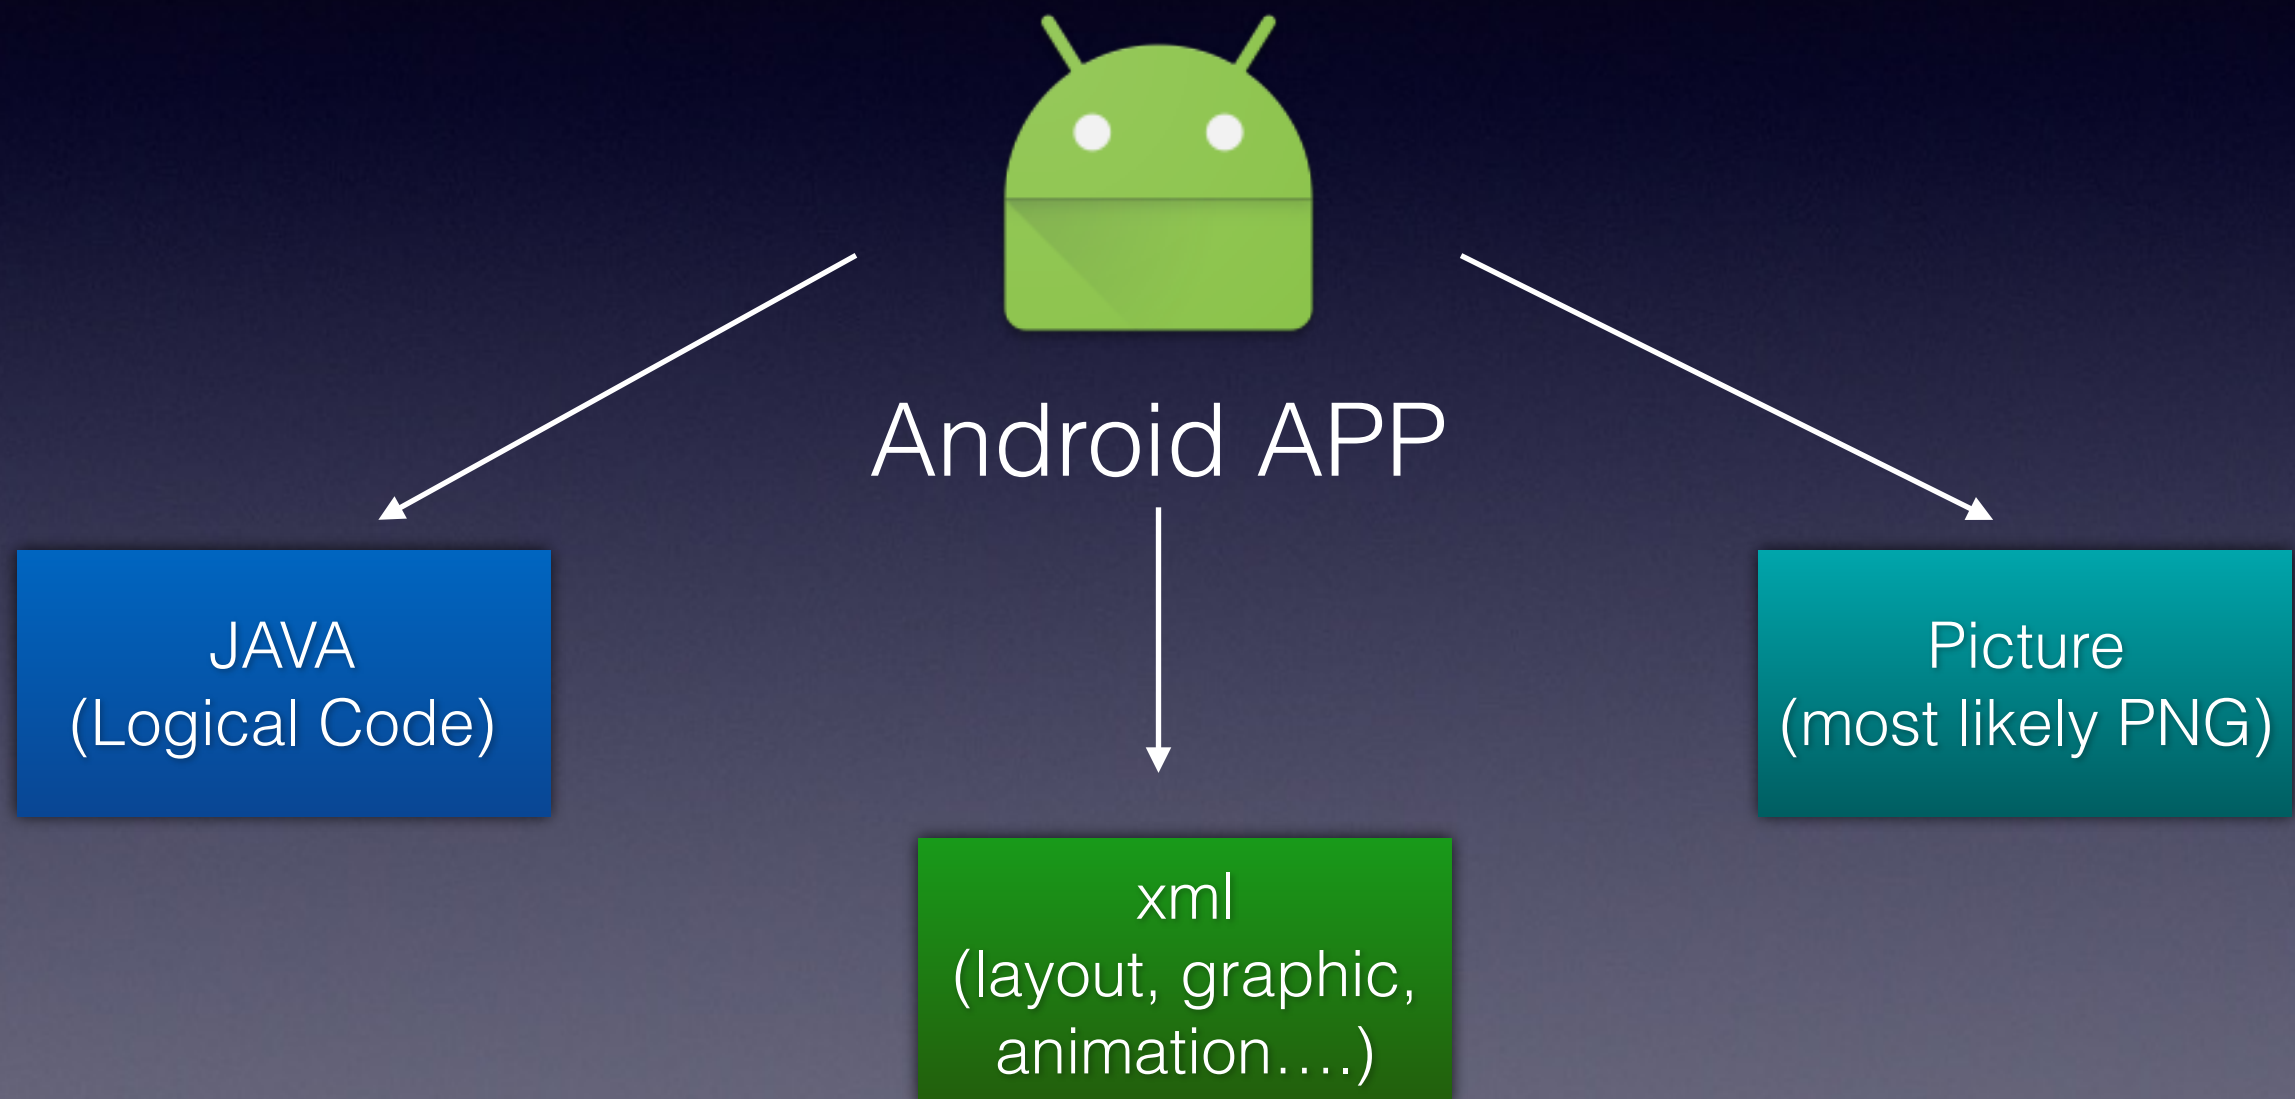 Android APP
JAVA
(Logical Code)
Picture
(most likely PNG)
xml
(layout, graphic,
animation….)